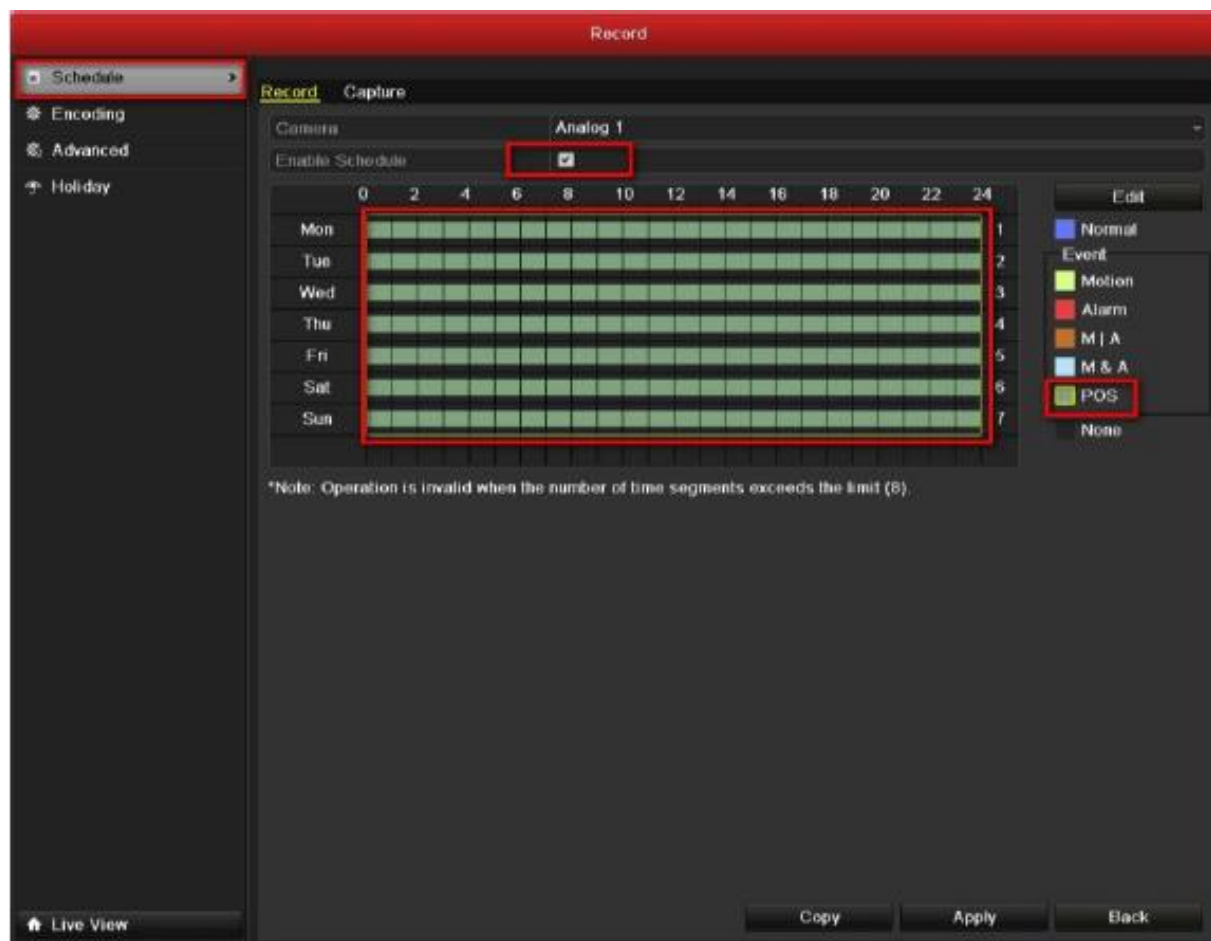 Record
Schedule
Encoding
Advanced
Holiday
Live View
Record Capture
Camera Analog 1
Enable Schedule
0 2 4 6 8 10 12 14 16 18 20 22 24
Mon 1
Tue 2
Wed 3
Thu 4
Fri 5
Sat 6
Sun 7
Edit
Normal
Event
Motion
Alarm
M | A
M & A
POS
None
*Note: Operation is invalid when the number of time segments exceeds the limit (8).
Copy Apply Back